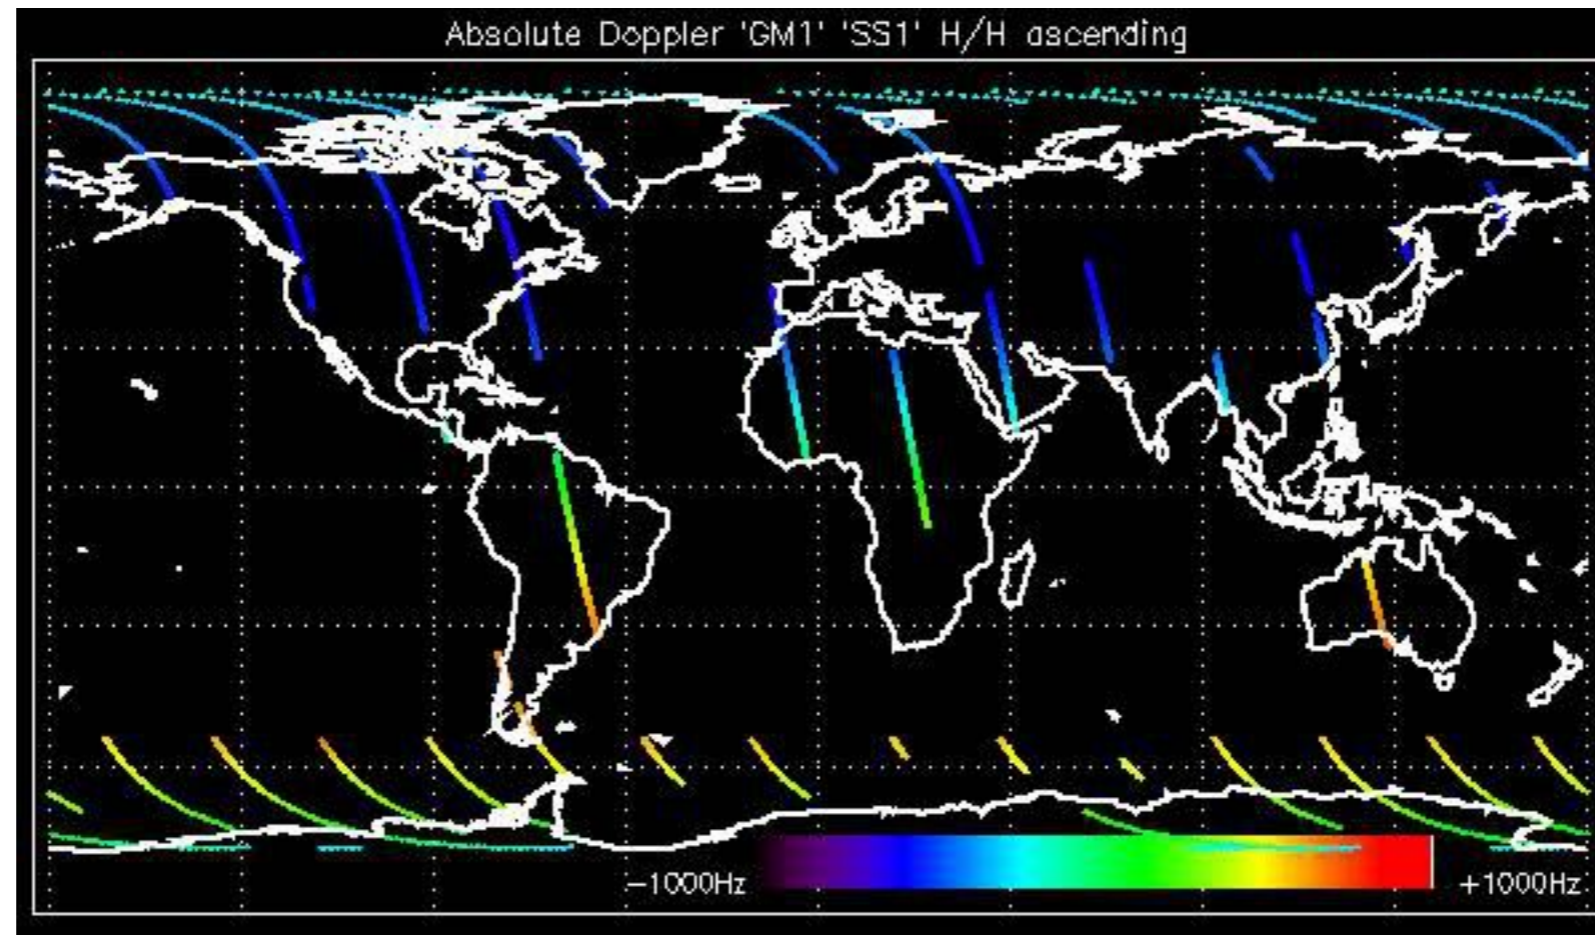 Absolute Doppler 'GM1' 'SS1' H/H ascending
−1000Hz +1000Hz